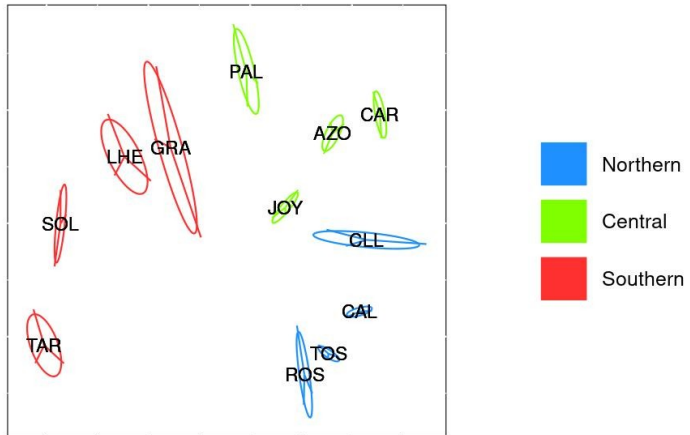 PAL
CAR
AZO
GRA
LHE
JOY
SOL
CLL
CAL
TAR
TOS
ROS
Northern
Central
Southern